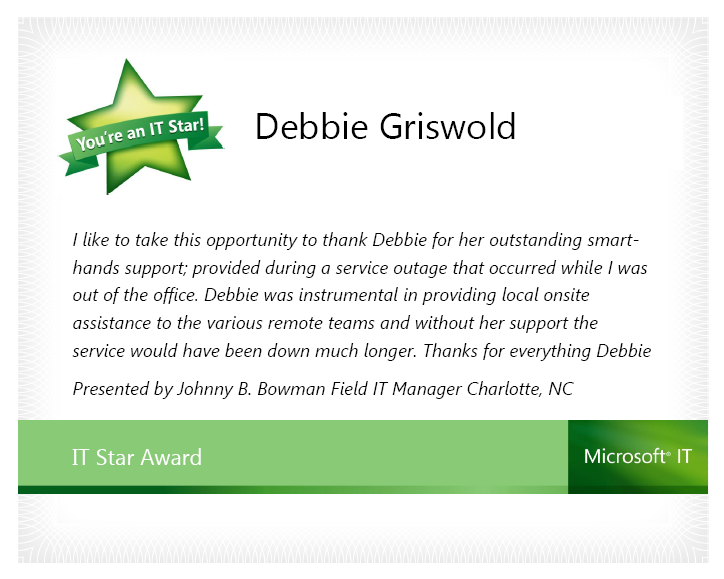 You're an IT Star!
Debbie Griswold
I like to take this opportunity to thank Debbie for her outstanding smart-
hands support; provided during a service outage that occurred while I was
out of the office. Debbie was instrumental in providing local onsite
assistance to the various remote teams and without her support the
service would have been down much longer. Thanks for everything Debbie
Presented by Johnny B. Bowman Field IT Manager Charlotte, NC
IT Star Award
Microsoft® IT